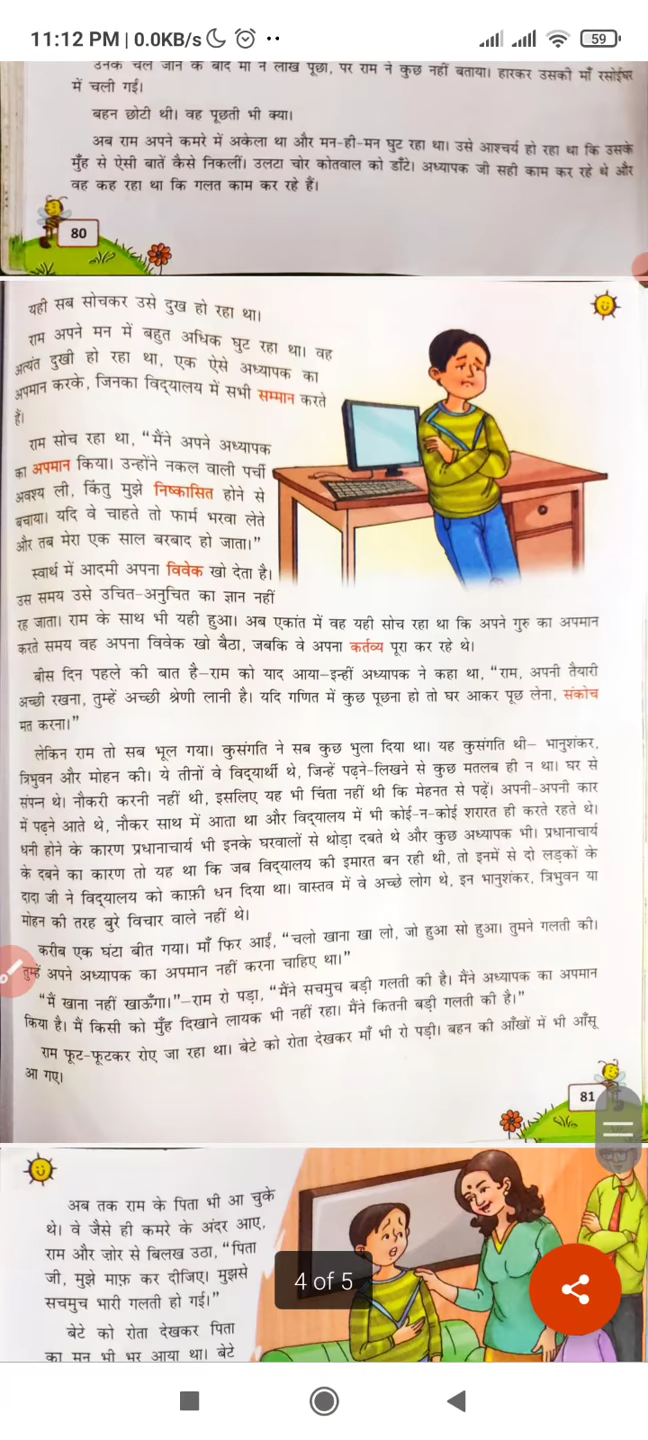 11:12 PM | 0.0KB/s
59
उनके चले जाने के बाद माँ ने लाख पूछा, पर राम ने कुछ नहीं बताया। हारकर उसकी माँ रसोईघर
में चली गईं।
बहन छोटी थी। वह पूछती भी क्या।
अब राम अपने कमरे में अकेला था और मन-ही-मन घुट रहा था। उसे आश्चर्य हो रहा था कि उसके
मुँह से ऐसी बातें कैसे निकलीं। उलटा चोर कोतवाल को डाँटे। अध्यापक जी सही काम कर रहे थे और
वह कह रहा था कि गलत काम कर रहे हैं।
80
यही सब सोचकर उसे दुख हो रहा था।
राम अपने मन में बहुत अधिक घुट रहा था। वह
अत्यंत दुखी हो रहा था, एक ऐसे अध्यापक का
अपमान करके, जिनका विद्यालय में सभी सम्मान करते
हैं।
राम सोच रहा था, “मैंने अपने अध्यापक
का अपमान किया। उन्होंने नकल वाली पर्ची
अवश्य ली, किंतु मुझे निष्कासित होने से
बचाया। यदि वे चाहते तो फार्म भरवा लेते
और तब मेरा एक साल बरबाद हो जाता।”
स्वार्थ में आदमी अपना विवेक खो देता है।
उस समय उसे उचित-अनुचित का ज्ञान नहीं
रह जाता। राम के साथ भी यही हुआ। अब एकांत में वह यही सोच रहा था कि अपने गुरु का अपमान
करते समय वह अपना विवेक खो बैठा, जबकि वे अपना कर्तव्य पूरा कर रहे थे।
बीस दिन पहले की बात है–राम को याद आया–इन्हीं अध्यापक ने कहा था, “राम, अपनी तैयारी
अच्छी रखना, तुम्हें अच्छी श्रेणी लानी है। यदि गणित में कुछ पूछना हो तो घर आकर पूछ लेना, संकोच
मत करना।”
लेकिन राम तो सब भूल गया। कुसंगति ने सब कुछ भुला दिया था। यह कुसंगति थी– भानुशंकर,
त्रिभुवन और मोहन की। ये तीनों वे विद्यार्थी थे, जिन्हें पढ़ने-लिखने से कुछ मतलब ही न था। घर से
संपन्न थे। नौकरी करनी नहीं थी, इसलिए यह भी चिंता नहीं थी कि मेहनत से पढ़ें। अपनी-अपनी कार
में पढ़ने आते थे, नौकर साथ में आता था और विद्यालय में भी कोई-न-कोई शरारत ही करते रहते थे।
धनी होने के कारण प्रधानाचार्य भी इनके घरवालों से थोड़ा दबते थे और कुछ अध्यापक भी। प्रधानाचार्य
के दबने का कारण तो यह था कि जब विद्यालय की इमारत बन रही थी, तो इनमें से दो लड़कों के
दादा जी ने विद्यालय को काफ़ी धन दिया था। वास्तव में वे अच्छे लोग थे, इन भानुशंकर, त्रिभुवन या
मोहन की तरह बुरे विचार वाले नहीं थे।
करीब एक घंटा बीत गया। माँ फिर आईं, “चलो खाना खा लो, जो हुआ सो हुआ। तुमने गलती की।
तुम्हें अपने अध्यापक का अपमान नहीं करना चाहिए था।”
“मैं खाना नहीं खाऊँगा।”–राम रो पड़ा, “मैंने सचमुच बड़ी गलती की है। मैंने अध्यापक का अपमान
किया है। मैं किसी को मुँह दिखाने लायक भी नहीं रहा। मैंने कितनी बड़ी गलती की है।”
राम फूट-फूटकर रोए जा रहा था। बेटे को रोता देखकर माँ भी रो पड़ी। बहन की आँखों में भी आँसू
आ गए।
81
अब तक राम के पिता भी आ चुके
थे। वे जैसे ही कमरे के अंदर आए,
राम और ज़ोर से बिलख उठा, “पिता
जी, मुझे माफ़ कर दीजिए। मुझसे
सचमुच भारी गलती हो गई।”
4 of 5
बेटे को रोता देखकर पिता
का मन भी भर आया था। बेटे